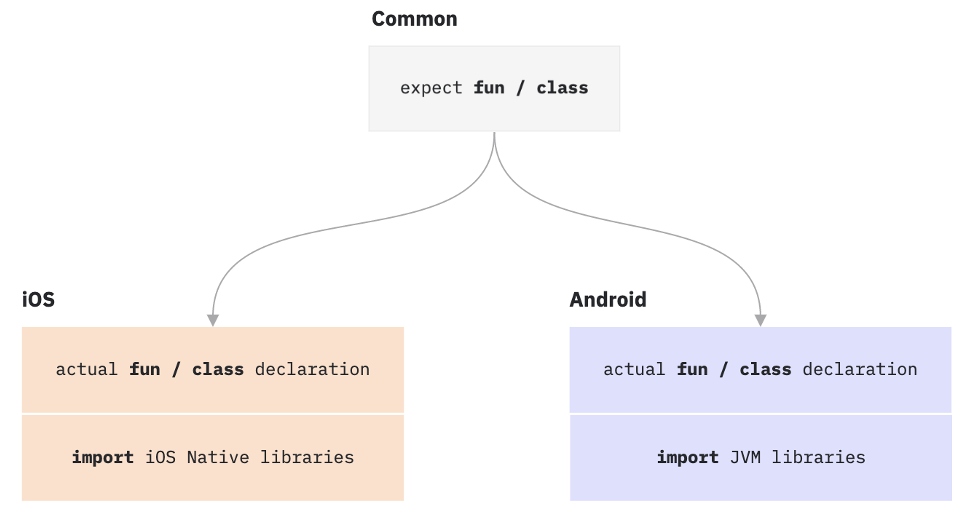 Common
expect fun / class
iOS
actual fun / class declaration
import iOS Native libraries
Android
actual fun / class declaration
import JVM libraries